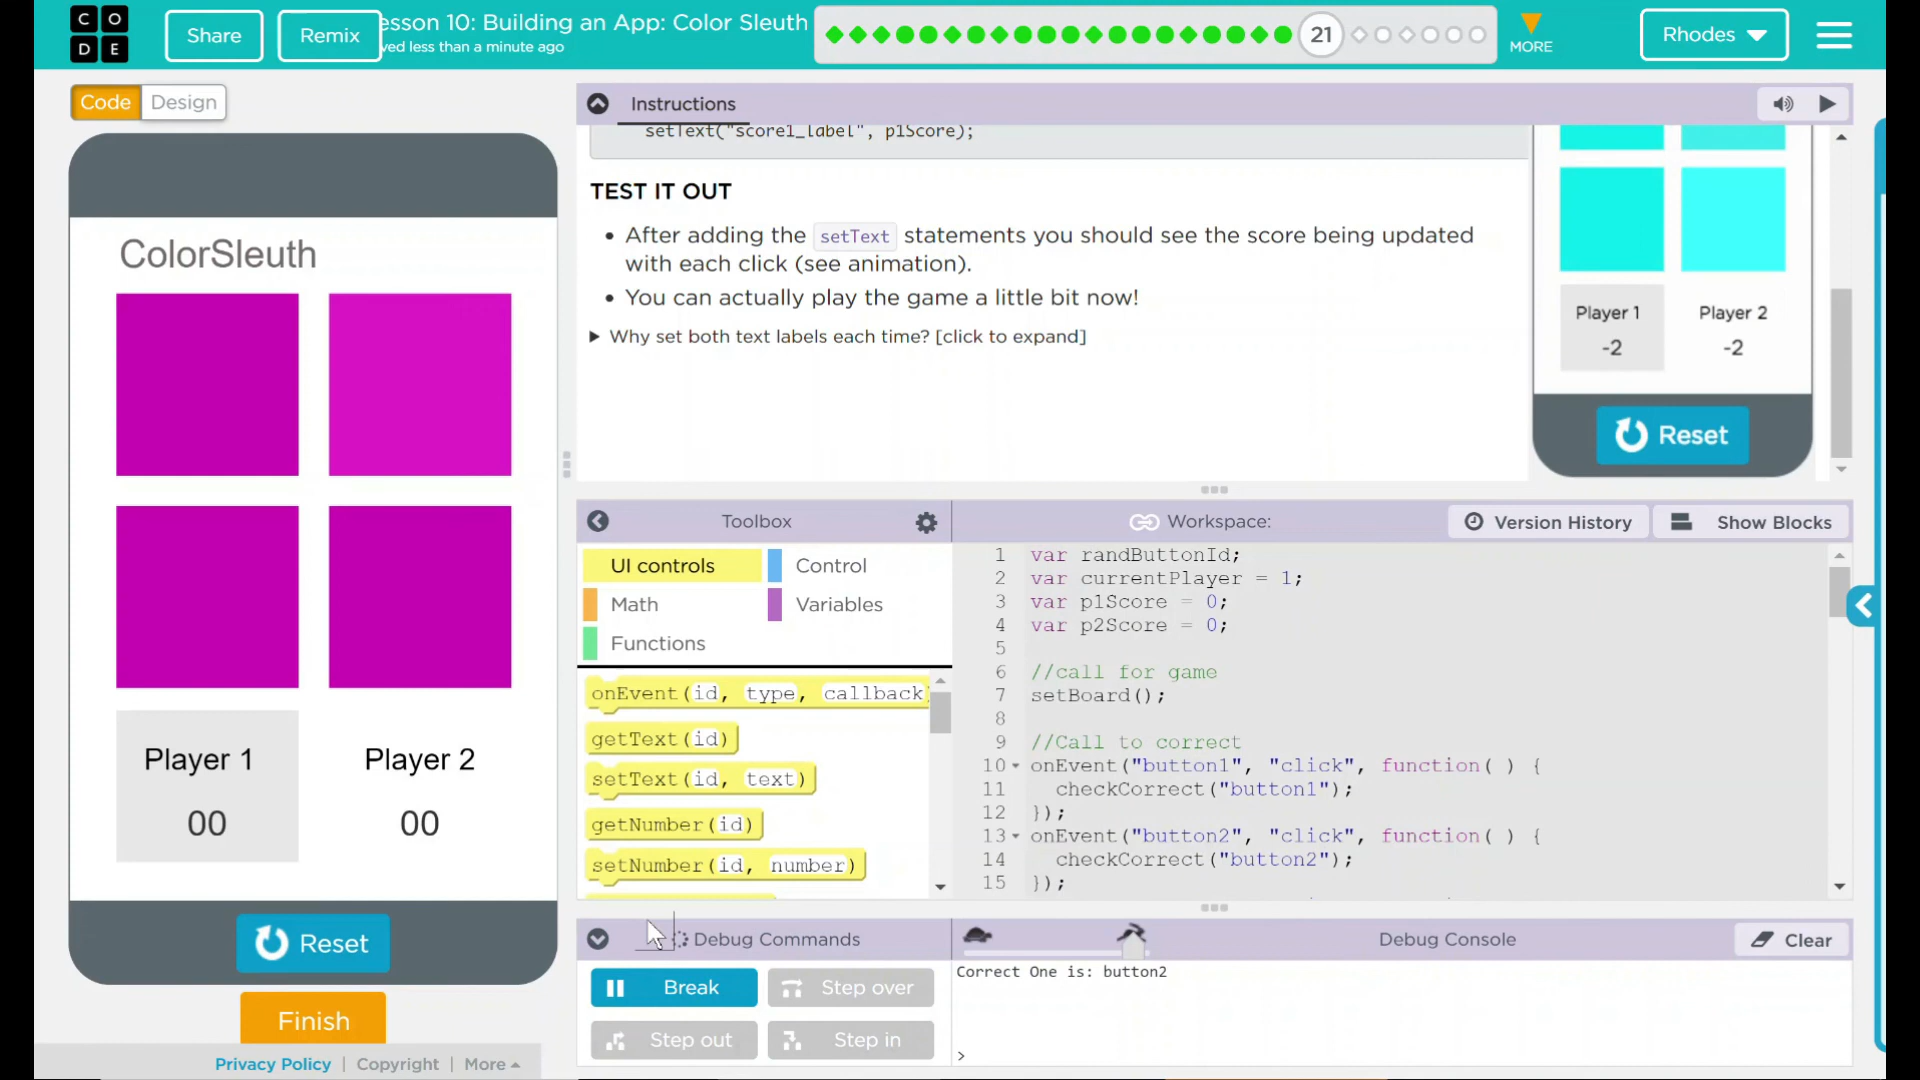 CO
DE
Share
Remix
esson 10: Building an App: Color Sleuth
ved less than a minute ago
21
MORE
Rhodes
Code
Design
Instructions
setText("score1_label", p1Score);
TEST IT OUT
After adding the setText statements you should see the score being updated
with each click (see animation).
You can actually play the game a little bit now!
Why set both text labels each time? [click to expand]
Player 1
Player 2
-2
-2
Reset
ColorSleuth
Player 1
Player 2
00
00
Reset
Finish
Privacy Policy | Copyright | More
Toolbox
UI controls
Control
Math
Variables
Functions
onEvent(id, type, callback)
getText(id)
setText(id, text)
getNumber(id)
setNumber(id, number)
Workspace:
Version History
Show Blocks
1 var randButtonId;
2 var currentPlayer = 1;
3 var p1Score = 0;
4 var p2Score = 0;
5
6 //call for game
7 setBoard();
8
9 //Call to correct
10 onEvent("button1", "click", function( ) {
11 checkCorrect("button1");
12 });
13 onEvent("button2", "click", function( ) {
14 checkCorrect("button2");
15 });
Debug Commands
Break
Step over
Step out
Step in
Debug Console
Clear
Correct One is: button2
>